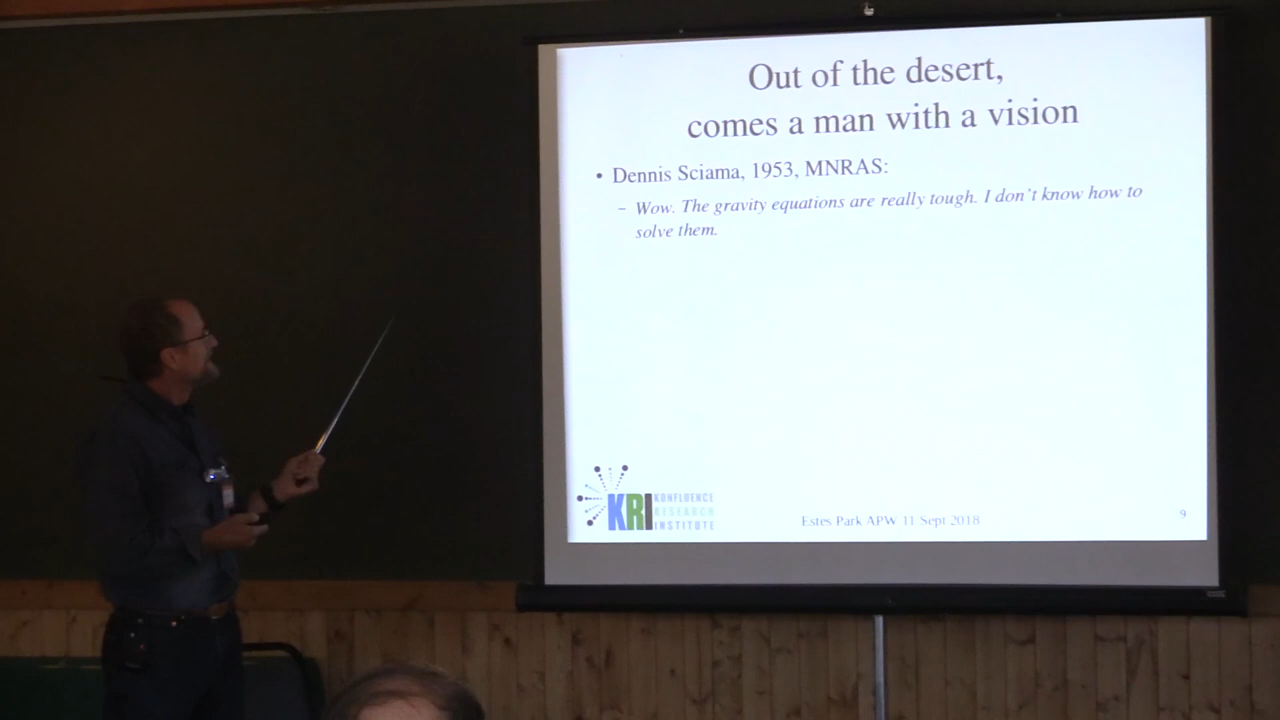 Out of the desert,
comes a man with a vision
• Dennis Sciama, 1953, MNRAS:
– Wow. The gravity equations are really tough. I don't know how to
solve them.
KRI
KONFLUENCE
RESEARCH
INSTITUTE
Estes Park APW 11 Sept 2018
9